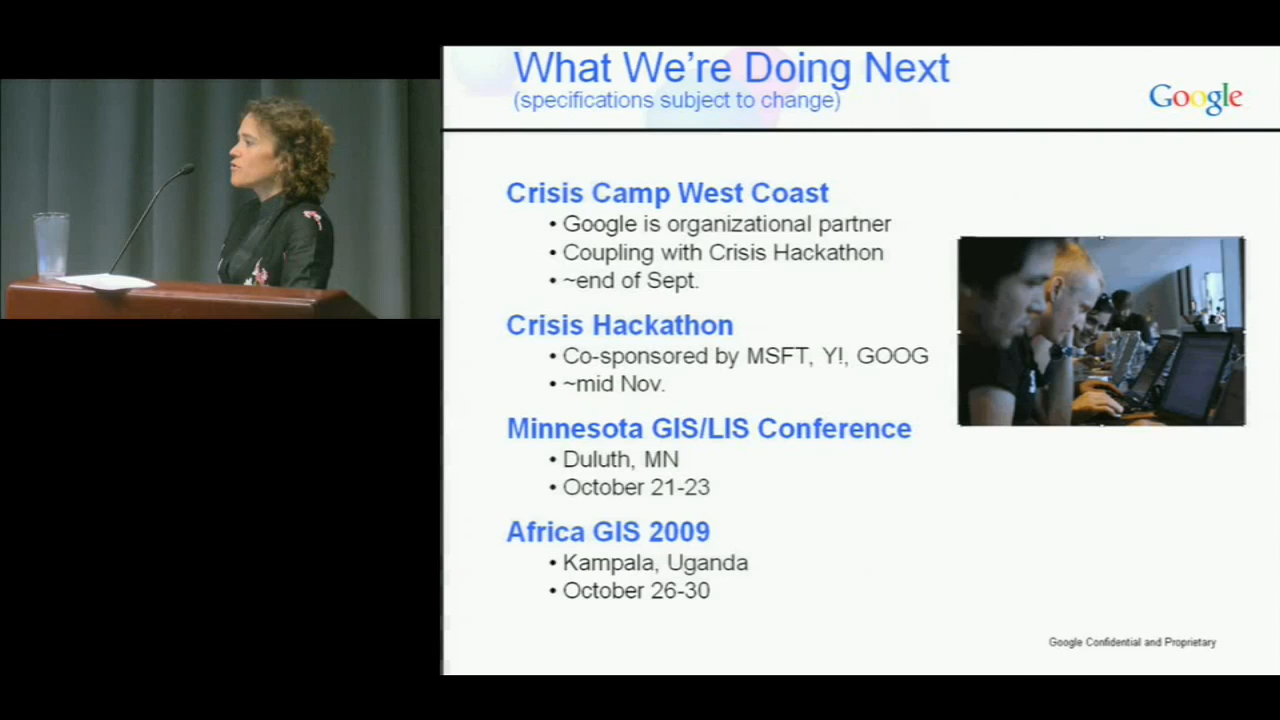 What We're Doing Next
(specifications subject to change)
Google
Crisis Camp West Coast
• Google is organizational partner
• Coupling with Crisis Hackathon
• ~end of Sept.
Crisis Hackathon
• Co-sponsored by MSFT, Y!, GOOG
• ~mid Nov.
Minnesota GIS/LIS Conference
• Duluth, MN
• October 21-23
Africa GIS 2009
• Kampala, Uganda
• October 26-30
Google Confidential and Proprietary